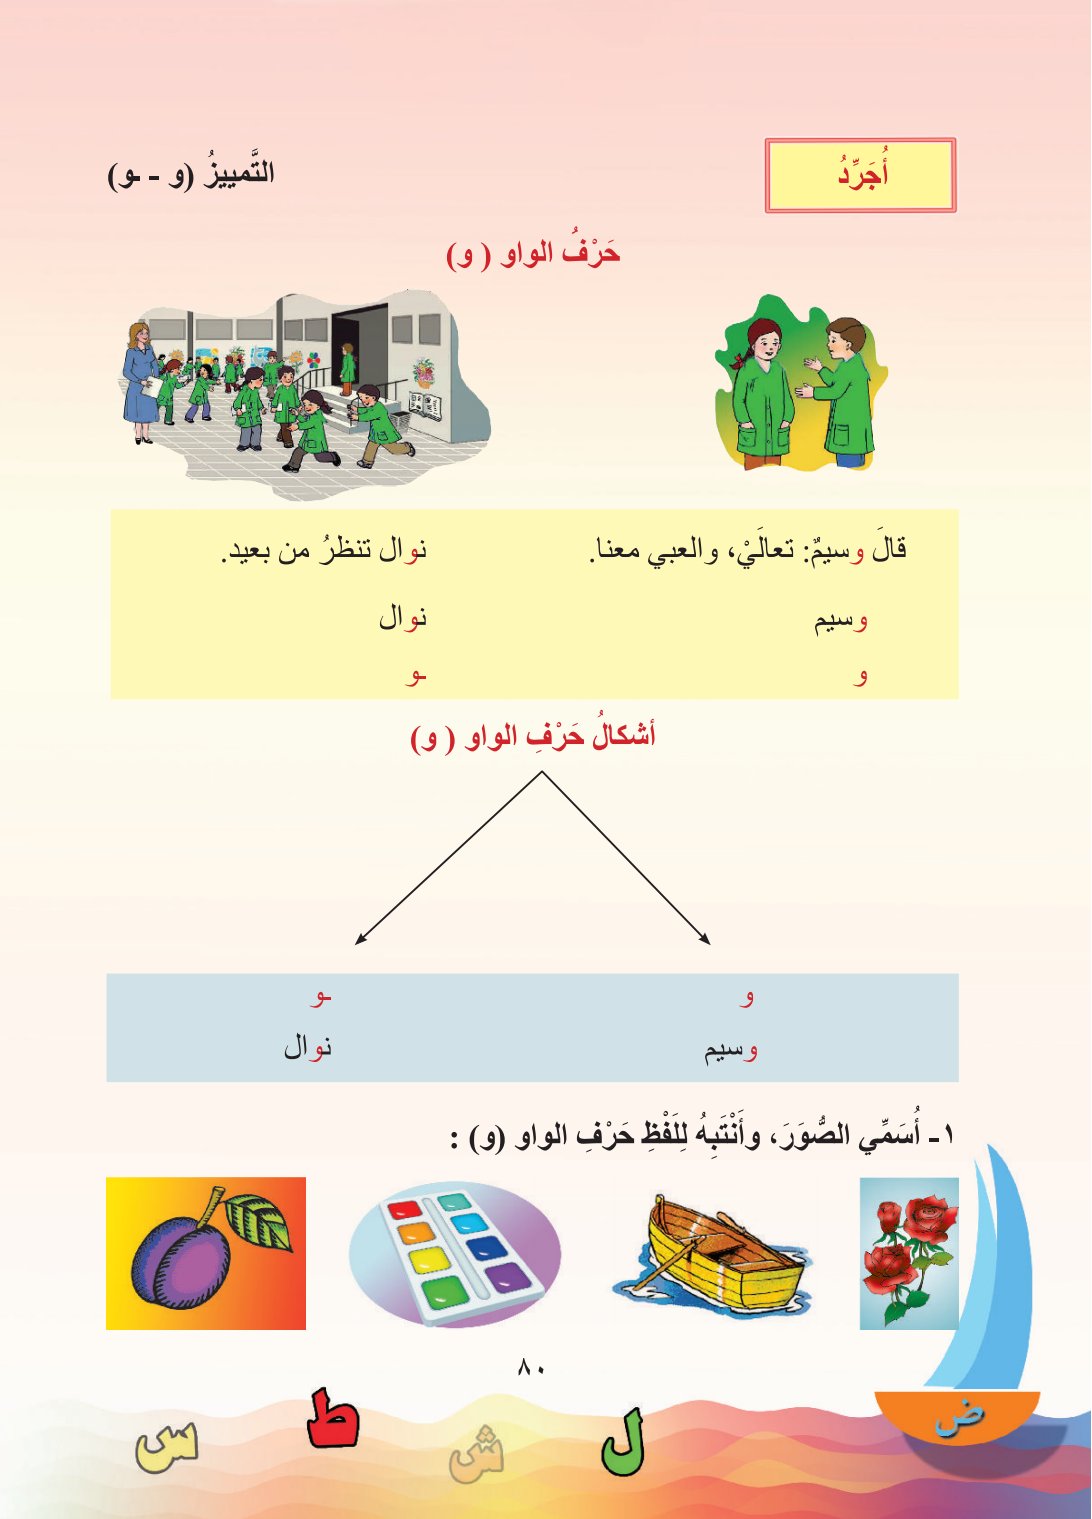 أُجَرِّدُ
التَّمييزُ (و - ـو)
حَرْفُ الواو ( و)
قالَ وسيمٌ: تعالَيْ، والعبي معنا.
نوال تنظرُ من بعيد.
وسيم
نوال
و
ـو
أشكالُ حَرْفِ الواو ( و)
و
ـو
وسيم
نوال
١- أُسَمِّي الصُّوَرَ، وأَنْتَبِهُ لِلَفْظِ حَرْفِ الواو (و) :
٨٠
ض
ل
ش
ط
س